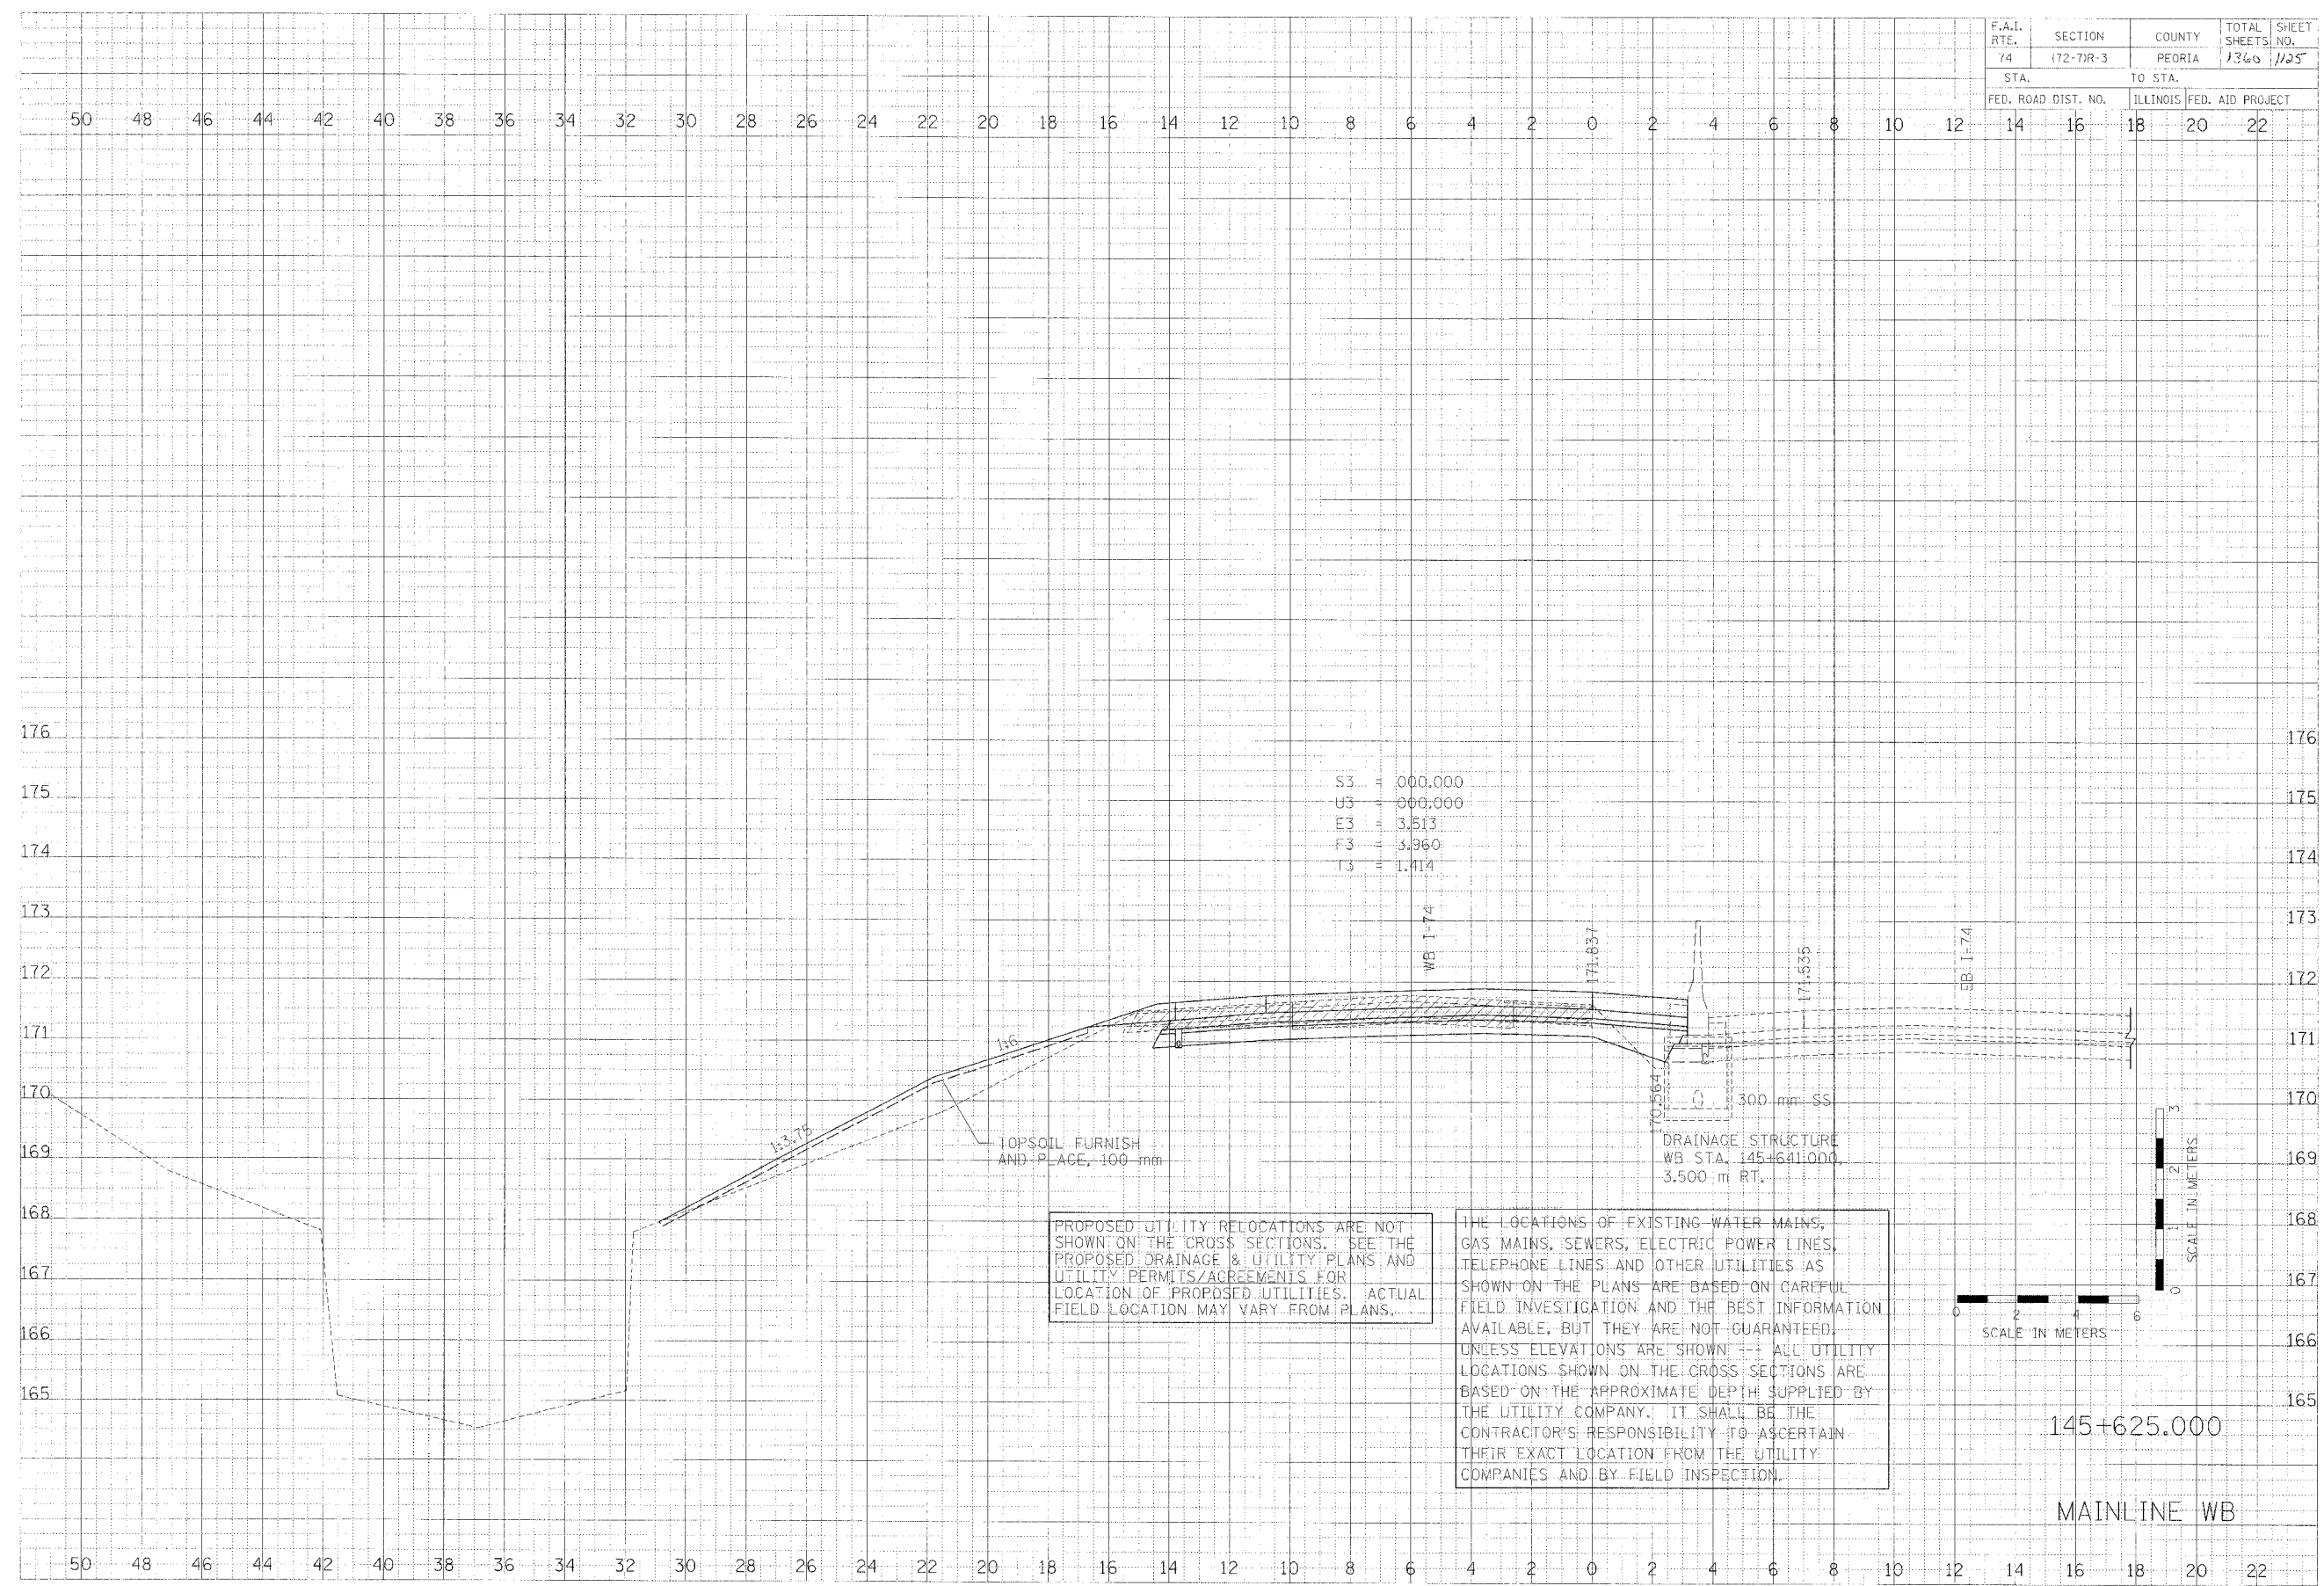 F.A.I. RTE. SECTION COUNTY TOTAL SHEETS SHEET NO.
74 (72-7)R-3 PEORIA 1360 1125
STA. TO STA.
FED. ROAD DIST. NO. ILLINOIS FED. AID PROJECT
50 48 46 44 42 40 38 36 34 32 30 28 26 24 22 20 18 16 14 12 10 8 6 4 2 0 2 4 6 8 10 12 14 16 18 20 22
176 176
175 175
174 174
173 173
172 172
171 171
170 170
169 169
168 168
167 167
166 166
165 165
S3 = 000.000
U3 = 000.000
E3 = 3.513
F3 = 3.960
T3 = 1.414
WB I-74
171.837
171.535
EB I-74
1:6
1:3.75
170.564
300 mm SS
TOPSOIL FURNISH
AND PLACE, 100 mm
DRAINAGE STRUCTURE
WB STA. 145+641.000,
3.500 m RT.
PROPOSED UTILITY RELOCATIONS ARE NOT
SHOWN ON THE CROSS SECTIONS. SEE THE
PROPOSED DRAINAGE & UTILITY PLANS AND
UTILITY PERMITS/AGREEMENTS FOR
LOCATION OF PROPOSED UTILITIES. ACTUAL
FIELD LOCATION MAY VARY FROM PLANS.
THE LOCATIONS OF EXISTING WATER MAINS,
GAS MAINS, SEWERS, ELECTRIC POWER LINES,
TELEPHONE LINES AND OTHER UTILITIES AS
SHOWN ON THE PLANS ARE BASED ON CAREFUL
FIELD INVESTIGATION AND THE BEST INFORMATION
AVAILABLE, BUT THEY ARE NOT GUARANTEED.
UNLESS ELEVATIONS ARE SHOWN --- ALL UTILITY
LOCATIONS SHOWN ON THE CROSS SECTIONS ARE
BASED ON THE APPROXIMATE DEPTH SUPPLIED BY
THE UTILITY COMPANY. IT SHALL BE THE
CONTRACTOR'S RESPONSIBILITY TO ASCERTAIN
THEIR EXACT LOCATION FROM THE UTILITY
COMPANIES AND BY FIELD INSPECTION.
0 1 2 3
SCALE IN METERS
0 2 4 6
SCALE IN METERS
145+625.000
MAINLINE WB
50 48 46 44 42 40 38 36 34 32 30 28 26 24 22 20 18 16 14 12 10 8 6 4 2 0 2 4 6 8 10 12 14 16 18 20 22